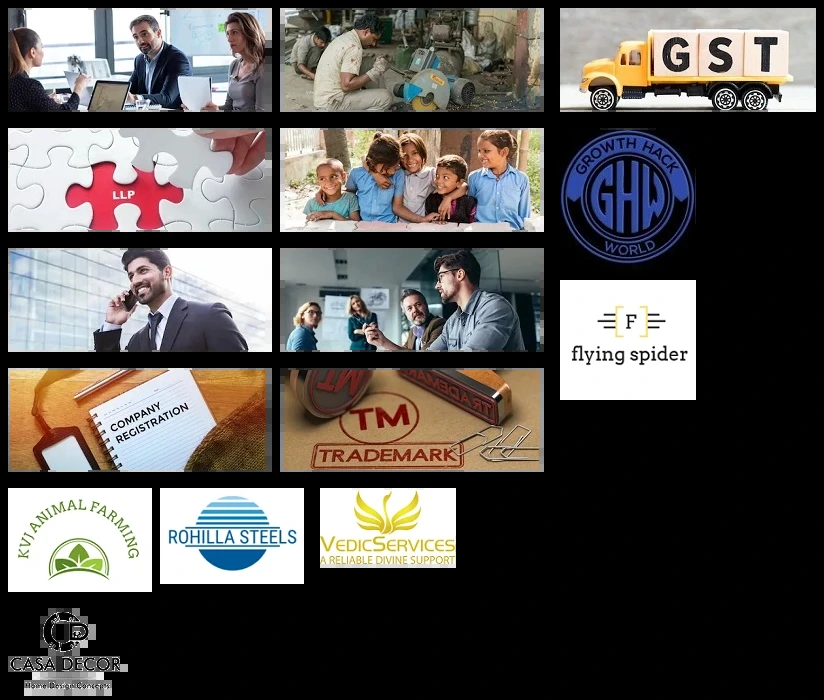 GST
LLP
GROWTH HACK
GHW
WORLD
F
flying spider
COMPANY
REGISTRATION
TM
TRADEMARK
TRADEMARK
KVJ ANIMAL FARMING
ROHILLA STEELS
VEDICSERVICES
A RELIABLE DIVINE SUPPORT
CASA DECOR
Home Design Concepts